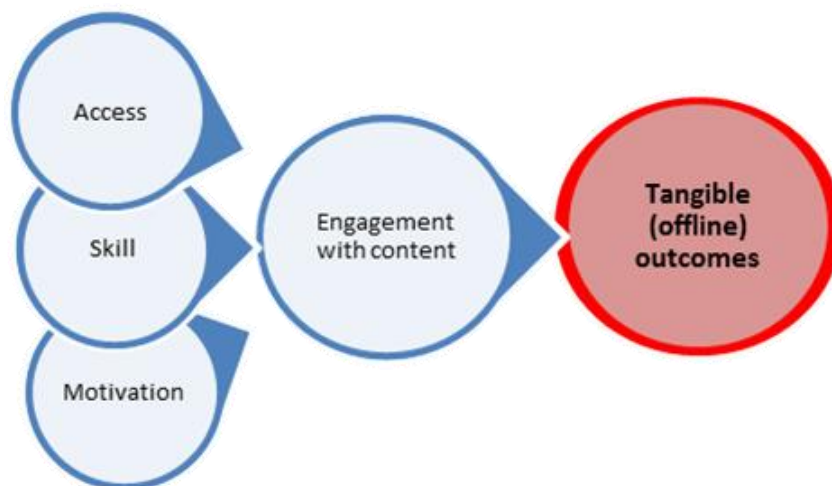 Access
Skill
Motivation
Engagement
with content
Tangible
(offline)
outcomes